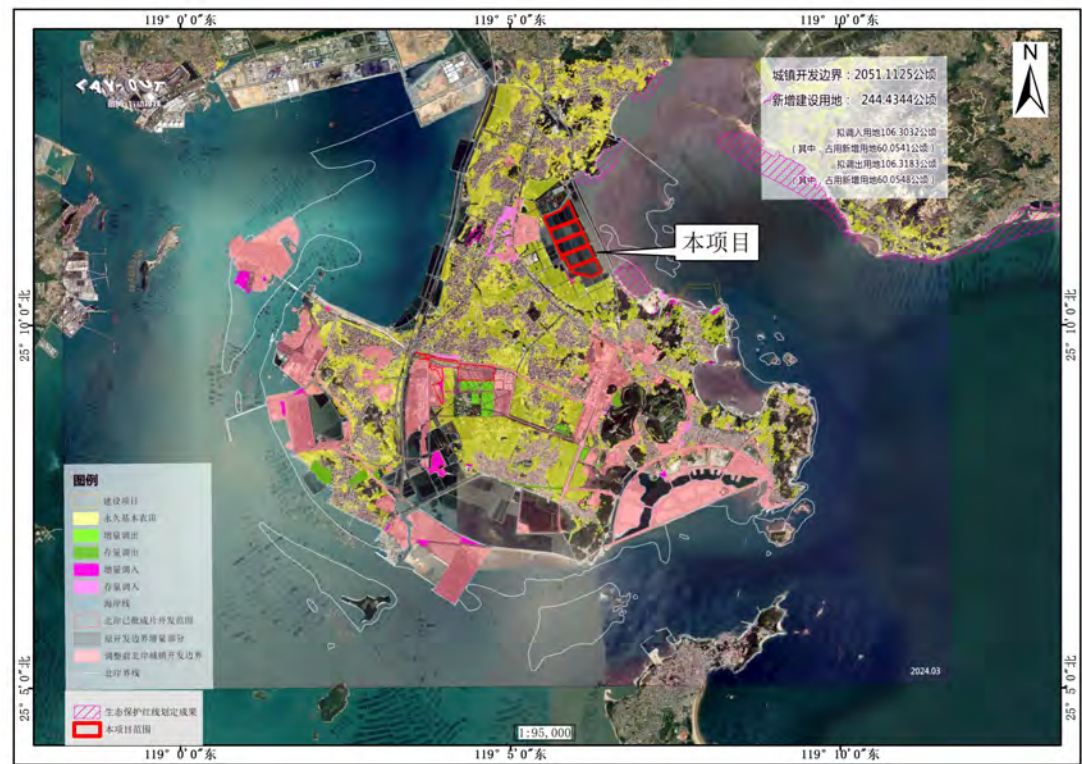 119° 0'0"东
119° 5'0"东
119° 10'0"东
LAY-OUT
N
城镇开发边界：2051.1125公顷
新增建设用地： 244.4344公顷
拟调入用地106.3032公顷
（其中，占用新增用地60.0541公顷）
拟调出用地106.3183公顷
（其中，占用新增用地60.0548公顷）
本项目
25° 10'0"北
25° 10'0"北
图例
建设项目
永久基本农田
增量调出
存量调出
增量调入
存量调入
海岸线
北岸已批成片开发范围
原开发边界增量部分
调整前北岸城镇开发边界
北岸界线
生态保护红线划定成果
本项目范围
25° 5'0"北
25° 5'0"北
2024.03
1:95,000
119° 0'0"东
119° 5'0"东
119° 10'0"东